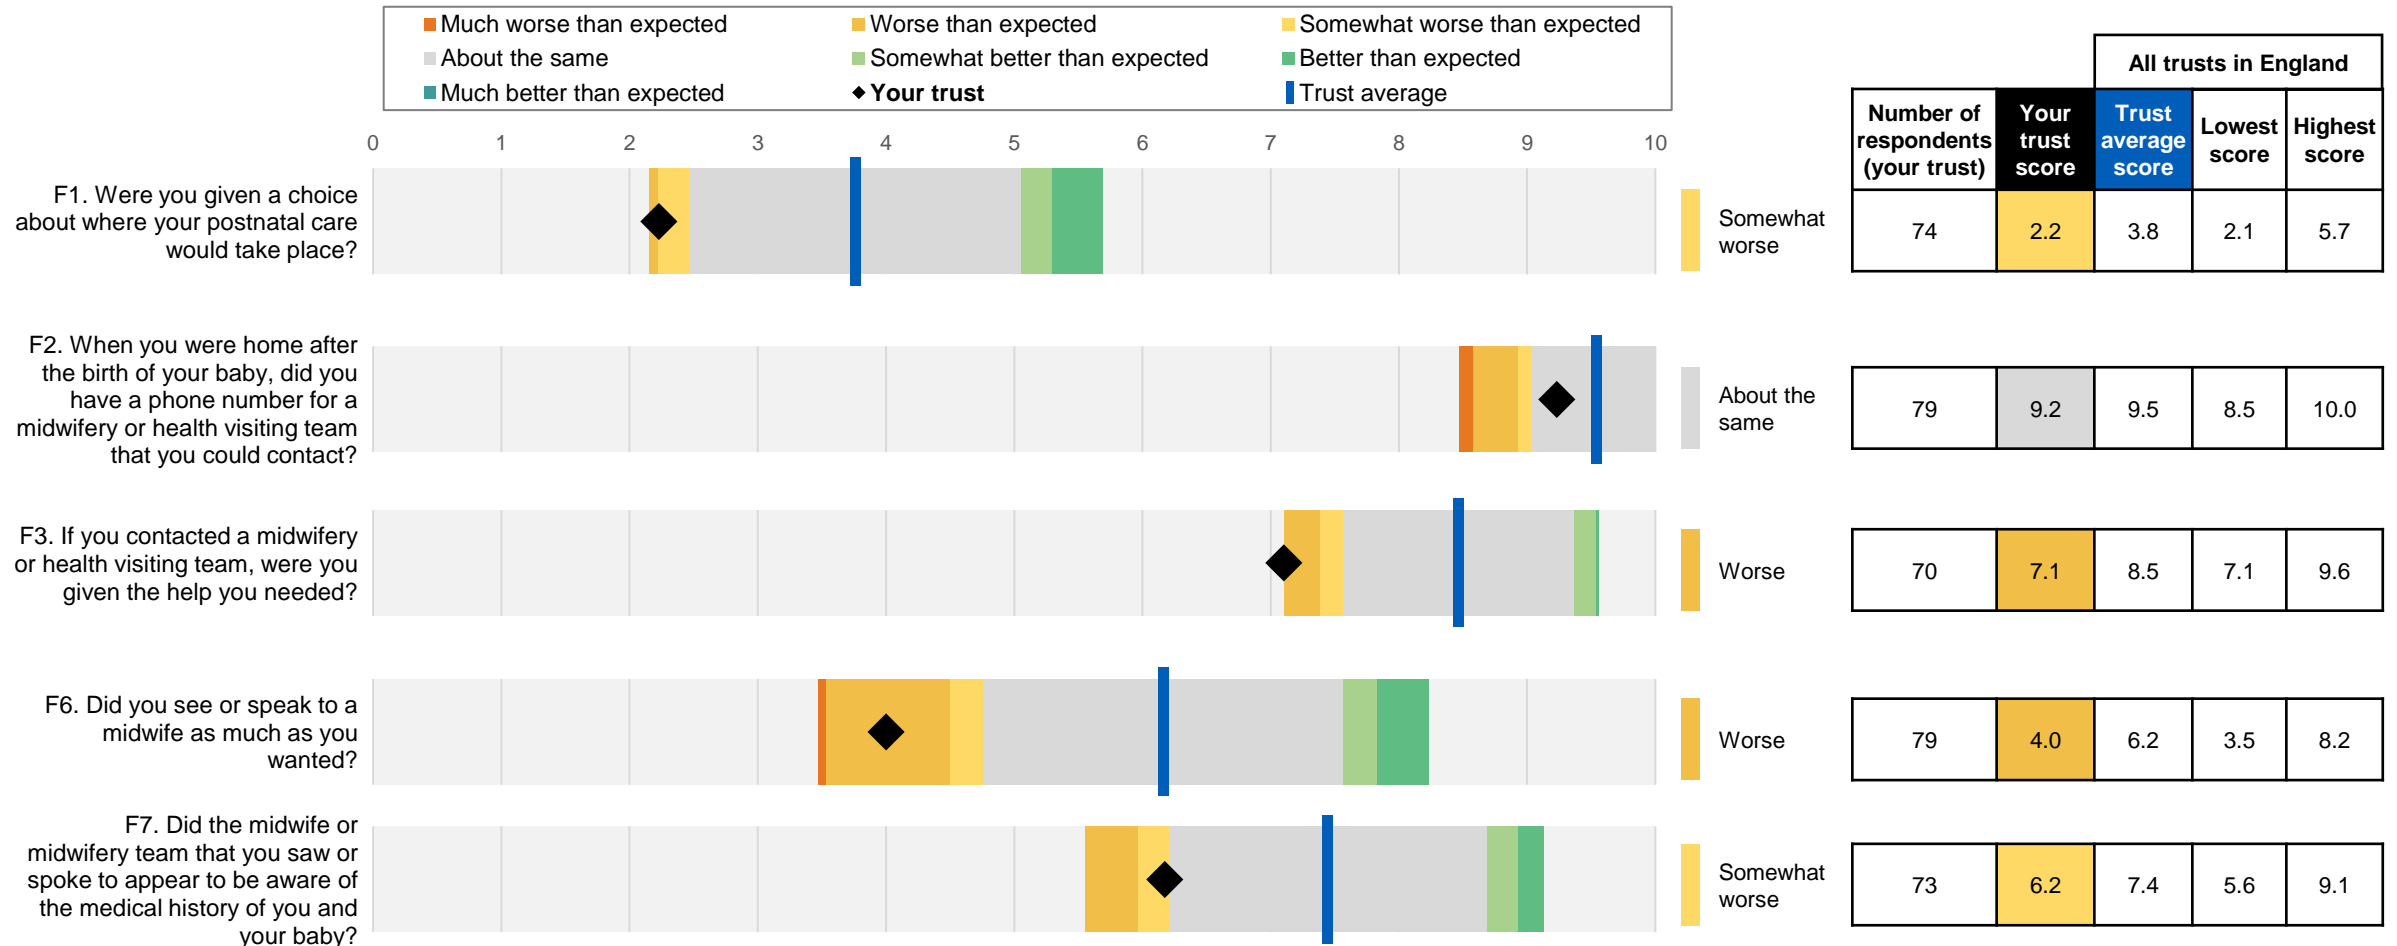 Much worse than expected
Worse than expected
Somewhat worse than expected
About the same
Somewhat better than expected
Better than expected
Much better than expected
Your trust
Trust average
All trusts in England
Number of
respondents
(your trust)
Your
trust
score
Trust
average
score
Lowest
score
Highest
score
0 1 2 3 4 5 6 7 8 9 10
F1. Were you given a choice
about where your postnatal care
would take place?
Somewhat
worse
74 2.2 3.8 2.1 5.7
F2. When you were home after
the birth of your baby, did you
have a phone number for a
midwifery or health visiting team
that you could contact?
About the
same
79 9.2 9.5 8.5 10.0
F3. If you contacted a midwifery
or health visiting team, were you
given the help you needed?
Worse
70 7.1 8.5 7.1 9.6
F6. Did you see or speak to a
midwife as much as you
wanted?
Worse
79 4.0 6.2 3.5 8.2
F7. Did the midwife or
midwifery team that you saw or
spoke to appear to be aware of
the medical history of you and
your baby?
Somewhat
worse
73 6.2 7.4 5.6 9.1